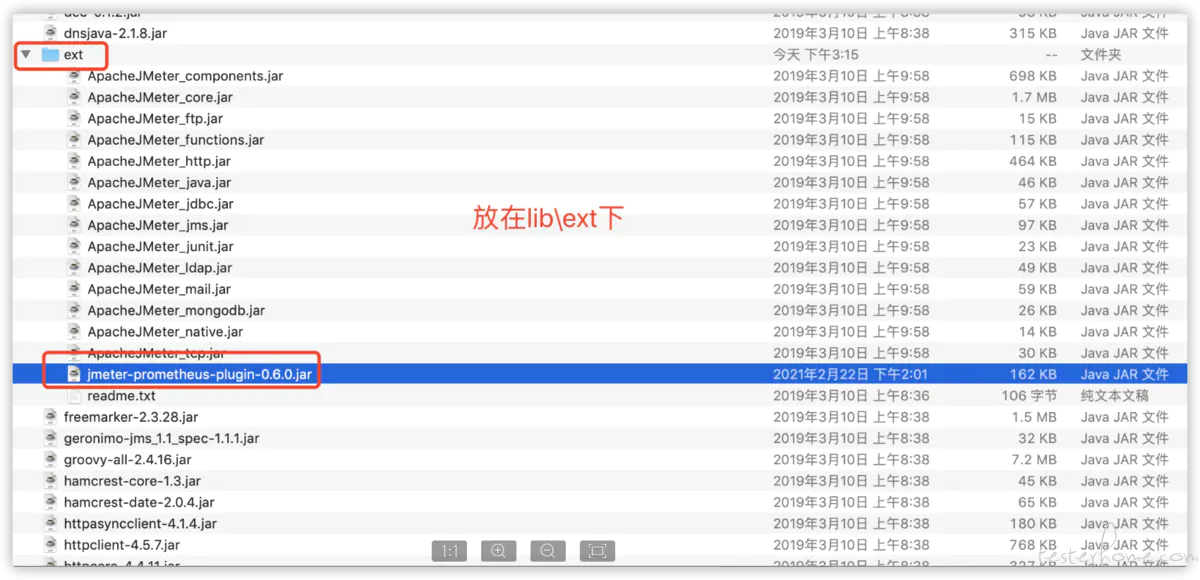 dec-0.1.2.jar 98 KB Java JAR 文件
dnsjava-2.1.8.jar 2019年3月10日 上午8:38 315 KB Java JAR 文件
ext 今天 下午3:15 -- 文件夹
ApacheJMeter_components.jar 2019年3月10日 上午9:58 698 KB Java JAR 文件
ApacheJMeter_core.jar 2019年3月10日 上午9:58 1.7 MB Java JAR 文件
ApacheJMeter_ftp.jar 2019年3月10日 上午9:58 15 KB Java JAR 文件
ApacheJMeter_functions.jar 2019年3月10日 上午9:58 115 KB Java JAR 文件
ApacheJMeter_http.jar 2019年3月10日 上午9:58 464 KB Java JAR 文件
ApacheJMeter_java.jar 2019年3月10日 上午9:58 46 KB Java JAR 文件
ApacheJMeter_jdbc.jar 2019年3月10日 上午9:58 57 KB Java JAR 文件
放在lib\ext下
ApacheJMeter_jms.jar 2019年3月10日 上午9:58 97 KB Java JAR 文件
ApacheJMeter_junit.jar 2019年3月10日 上午9:58 23 KB Java JAR 文件
ApacheJMeter_ldap.jar 2019年3月10日 上午9:58 49 KB Java JAR 文件
ApacheJMeter_mail.jar 2019年3月10日 上午9:58 59 KB Java JAR 文件
ApacheJMeter_mongodb.jar 2019年3月10日 上午9:58 26 KB Java JAR 文件
ApacheJMeter_native.jar 2019年3月10日 上午9:58 14 KB Java JAR 文件
ApacheJMeter_tcp.jar 2019年3月10日 上午9:58 30 KB Java JAR 文件
jmeter-prometheus-plugin-0.6.0.jar 2021年2月22日 下午2:01 162 KB Java JAR 文件
readme.txt 2019年3月10日 上午8:36 106 字节 纯文本文稿
freemarker-2.3.28.jar 2019年3月10日 上午8:38 1.5 MB Java JAR 文件
geronimo-jms_1.1_spec-1.1.1.jar 2019年3月10日 上午8:38 32 KB Java JAR 文件
groovy-all-2.4.16.jar 2019年3月10日 上午8:38 7.2 MB Java JAR 文件
hamcrest-core-1.3.jar 2019年3月10日 上午8:38 45 KB Java JAR 文件
hamcrest-date-2.0.4.jar 2019年3月10日 上午8:38 65 KB Java JAR 文件
httpasyncclient-4.1.4.jar 2019年3月10日 上午8:38 180 KB Java JAR 文件
httpclient-4.5.7.jar 2019年3月10日 上午8:38 768 KB Java JAR 文件
1:1
testerhome.com
httpcore-4.4.11.jar 2019年3月10日 上午8:38 327 KB Java JAR 文件